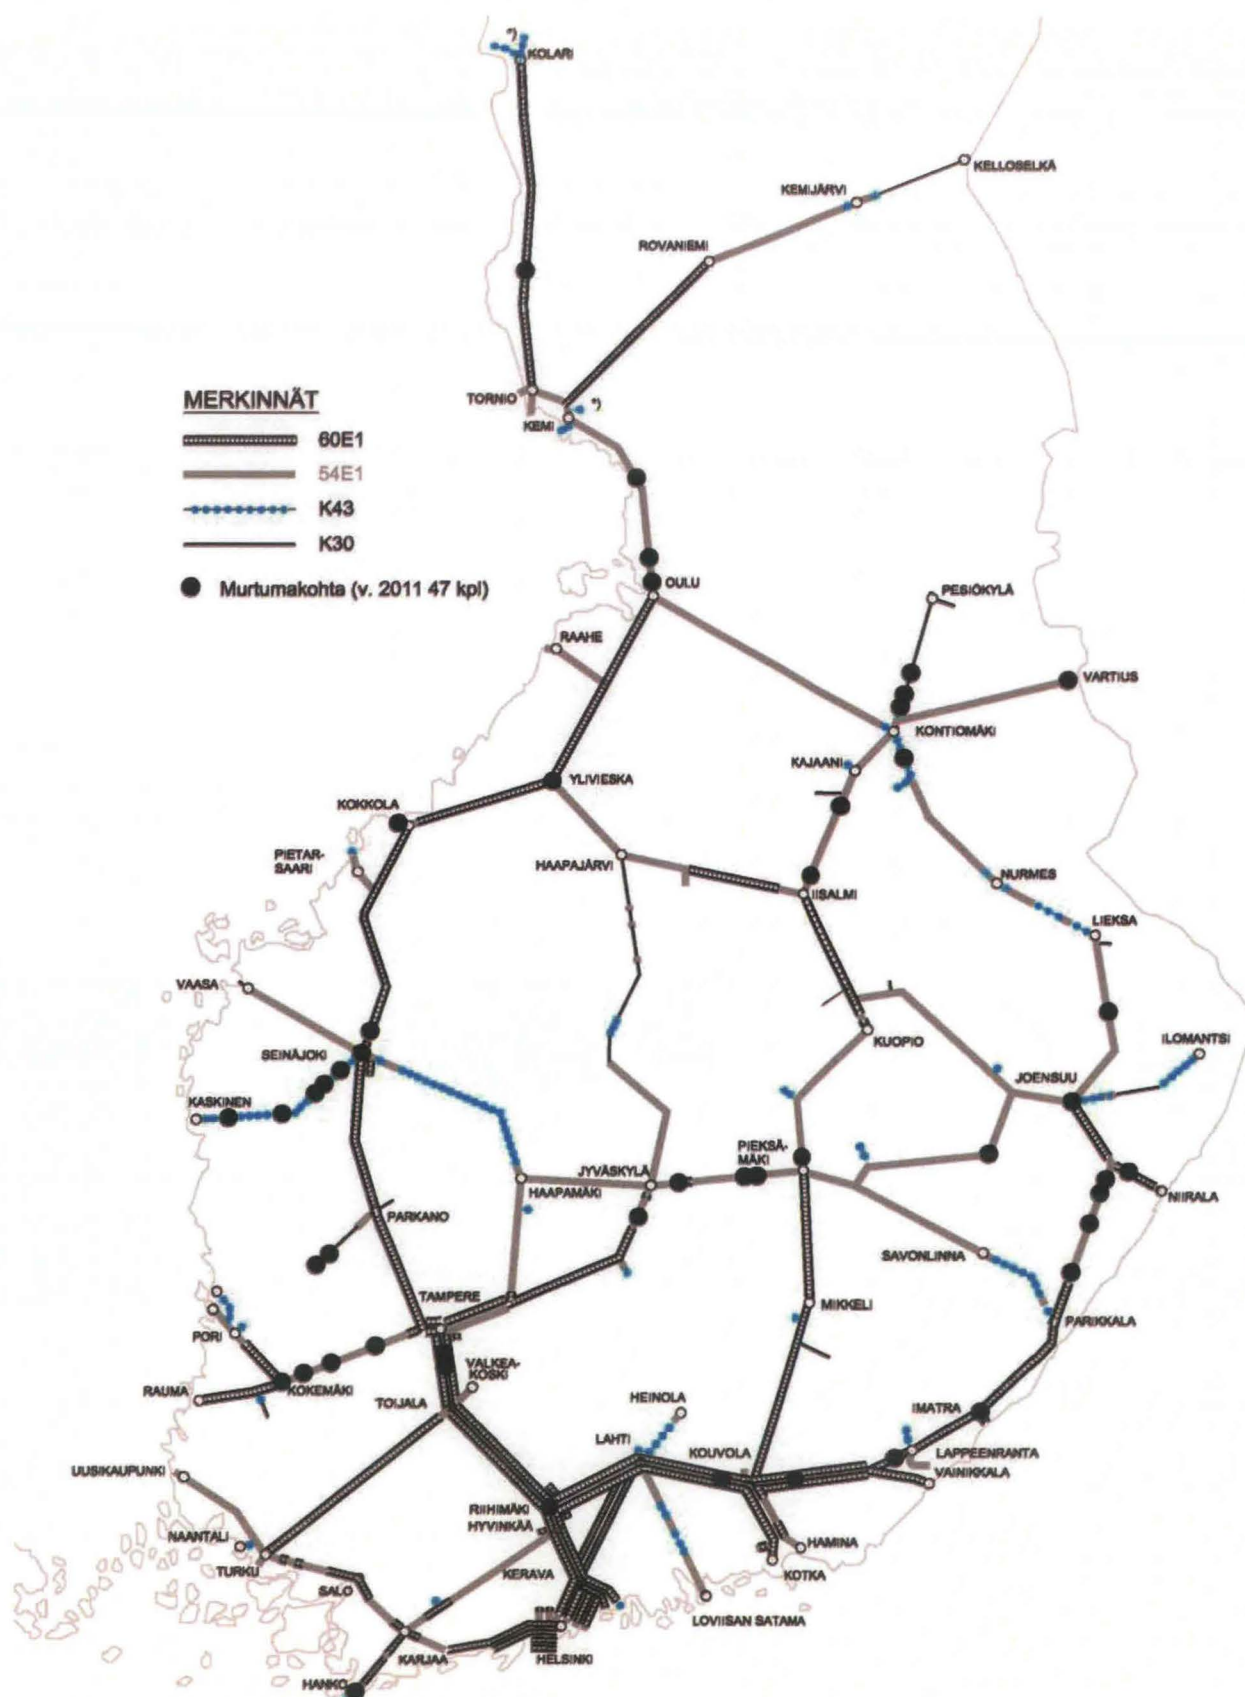 *)
KOLARI
KELLOSELKÄ
KEMIJÄRVI
ROVANIEMI
MERKINNÄT
TORNIO
*)
KEMI
60E1
54E1
K43
K30
Murtumakohta (v. 2011 47 kpl)
OULU
PESIÖKYLÄ
RAAHE
VARTIUS
KONTIOMÄKI
KAJAANI
YLIVIESKA
KOKKOLA
PIETAR-
SAARI
HAAPAJÄRVI
IISALMI
NURMES
LIEKSA
VAASA
SEINÄJOKI
KUOPIO
ILOMANTSI
JOENSUU
KASKINEN
PIEKSÄ-
MÄKI
JYVÄSKYLÄ
HAAPAMÄKI
NIIRALA
PARKANO
SAVONLINNA
TAMPERE
MIKKELI
PARIKKALA
PORI
VALKEA-
KOSKI
RAUMA
KOKEMÄKI
TOIJALA
HEINOLA
IMATRA
LAHTI
KOUVOLA
LAPPEENRANTA
VAINIKKALA
UUSIKAUPUNKI
RIIHIMÄKI
HYVINKÄÄ
NAANTALI
HAMINA
TURKU
KERAVA
KOTKA
SALO
LOVIISAN SATAMA
KARJAA
HELSINKI
HANKO